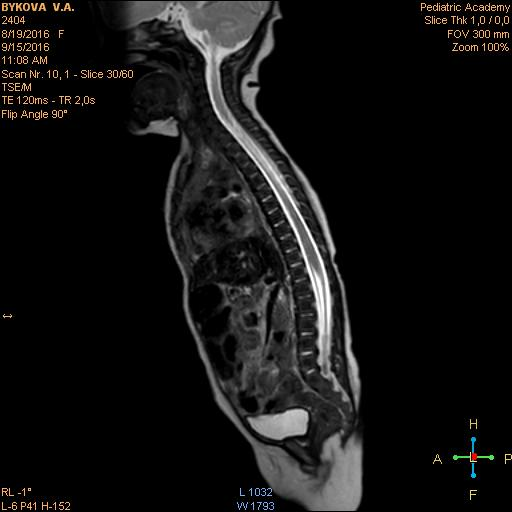 BYKOVA V.A.
2404
8/19/2016 F
9/15/2016
11:08 AM
Scan Nr. 10, 1 - Slice 30/60
TSE/M
TE 120ms - TR 2,0s
Flip Angle 90°
Pediatric Academy
Slice Thk 1,0 / 0,0
FOV 300 mm
Zoom 100%
H
A L P
F
RL -1°
L-6 P41 H-152
L 1032
W 1793